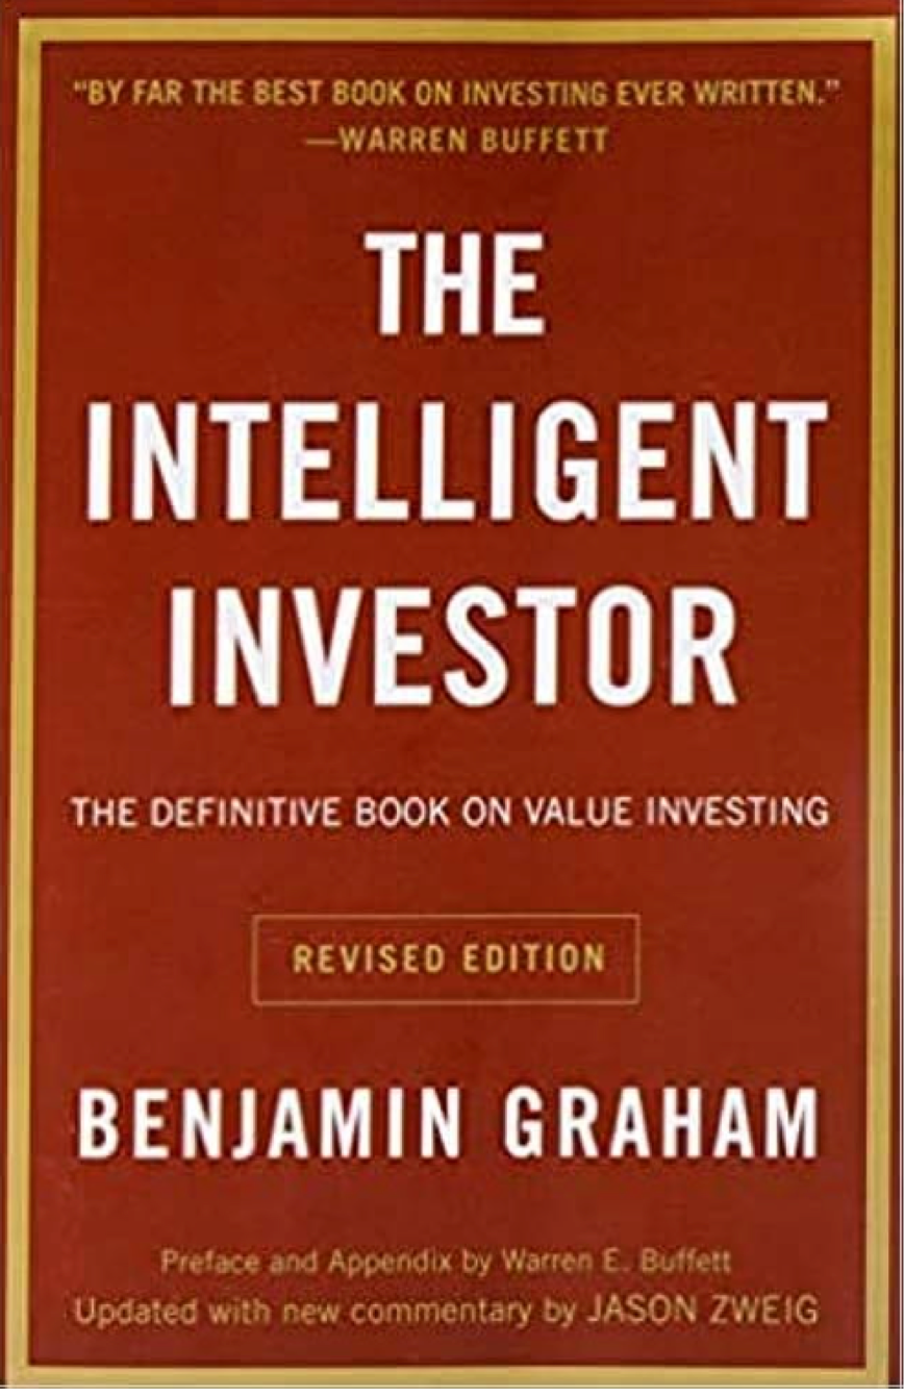 “BY FAR THE BEST BOOK ON INVESTING EVER WRITTEN.”
—WARREN BUFFETT
THE
INTELLIGENT
INVESTOR
THE DEFINITIVE BOOK ON VALUE INVESTING
REVISED EDITION
BENJAMIN GRAHAM
Preface and Appendix by Warren E. Buffett
Updated with new commentary by JASON ZWEIG